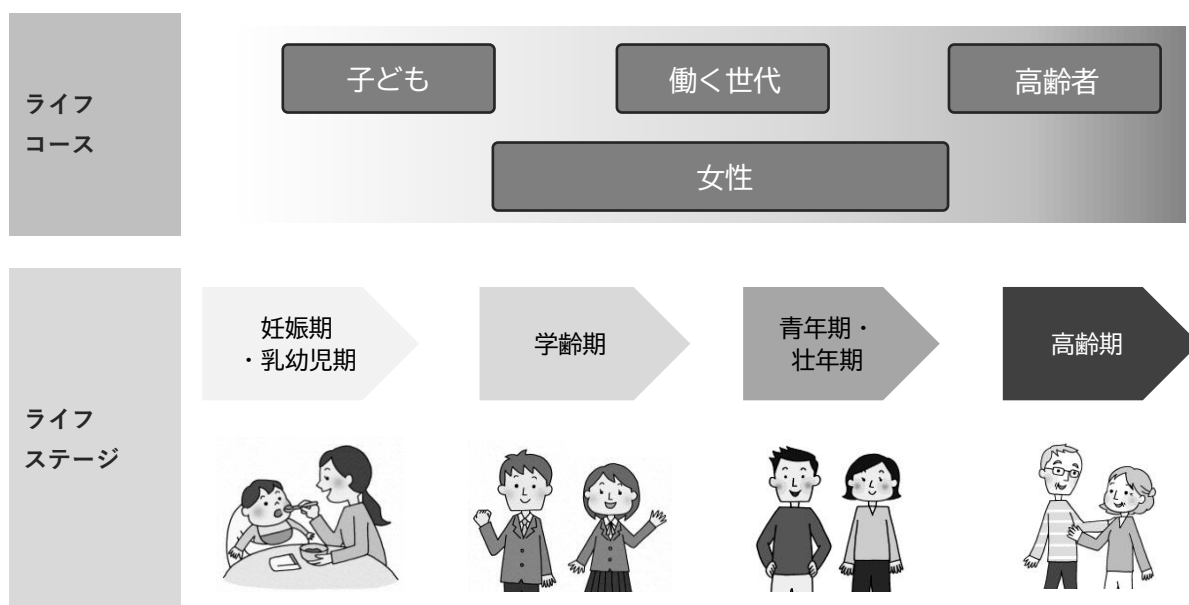 ライフ
コース
子ども
働く世代
高齢者
女性
ライフ
ステージ
妊娠期
・乳幼児期
学齢期
青年期・
壮年期
高齢期